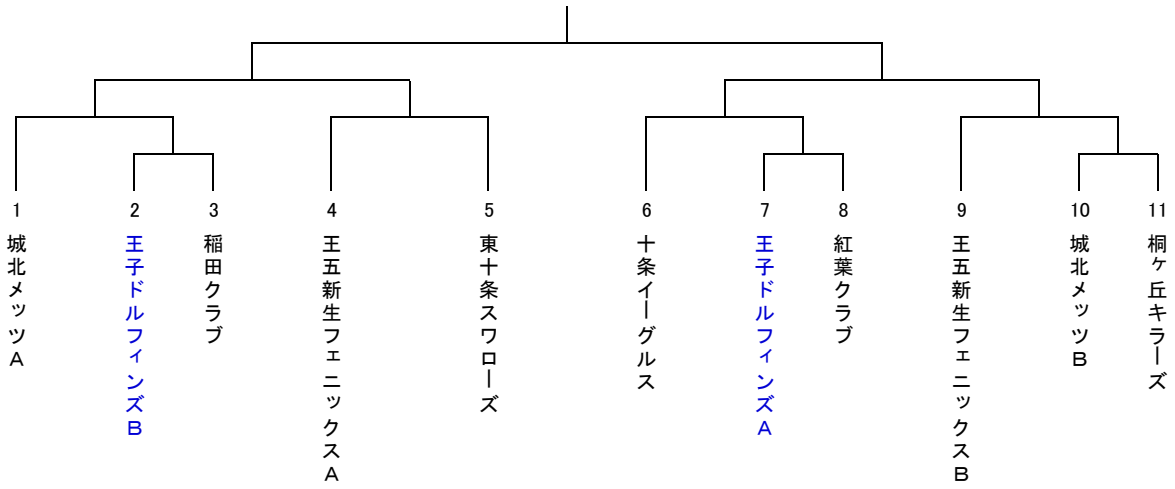 1
城北メッツA
2
王子ドルフィンズB
3
稲田クラブ
4
王五新生フェニックスA
5
東十条スワローズ
6
十条イーグルス
7
王子ドルフィンズA
8
紅葉クラブ
9
王五新生フェニックスB
10
城北メッツB
11
桐ヶ丘キラーズ